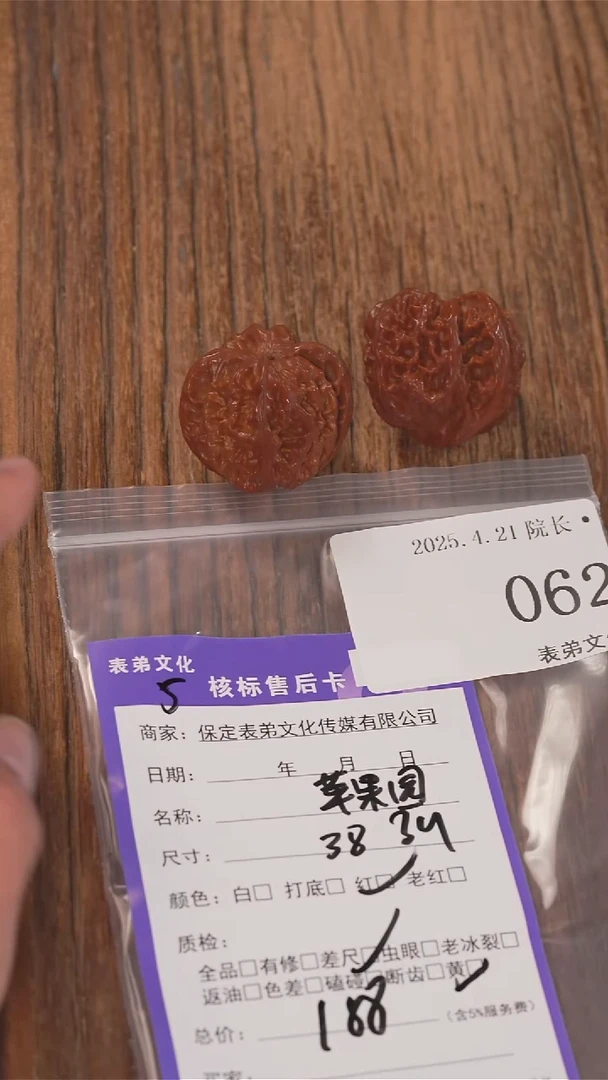 2025.4.21 院长
062
表弟文
表弟文化
5
核标售后卡
商家：保定表弟文化传媒有限公司
日期：年 月 日
名称：苹果园
尺寸：38 34
颜色：白□ 打底□ 红□ 老红□
质检：
全品□有修□差尺□虫眼□老冰裂□
返油□色差□磕碰□断齿□黄□
总价：188（含5%服务费）